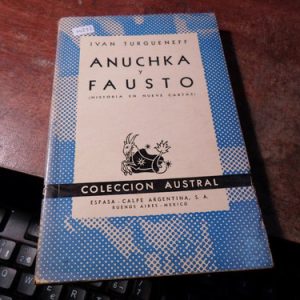 IVAN TURGUENEFF
ANUCHKA
Y
FAUSTO
(HISTORIA EN NUEVE CARTAS)
COLECCION AUSTRAL
ESPASA - CALPE ARGENTINA, S. A.
BUENOS AIRES - MEXICO